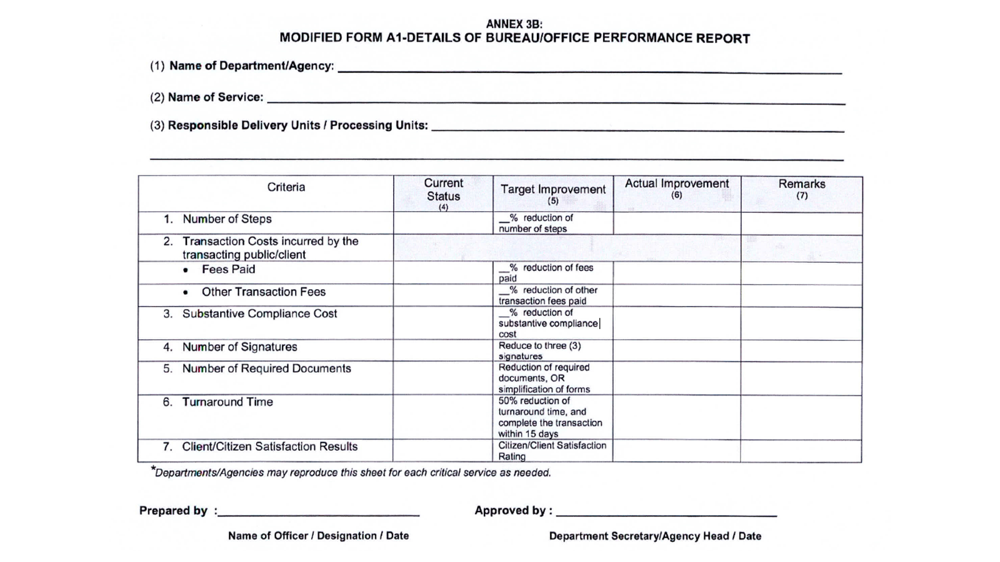 ANNEX 3B:
MODIFIED FORM A1-DETAILS OF BUREAU/OFFICE PERFORMANCE REPORT
(1) Name of Department/Agency: ____________________
(2) Name of Service: ____________________
(3) Responsible Delivery Units / Processing Units: ____________________
Criteria
Current
Status
(4)
Target Improvement
(5)
Actual Improvement
(6)
Remarks
(7)
1. Number of Steps
__% reduction of
number of steps
2. Transaction Costs incurred by the
transacting public/client
• Fees Paid
__% reduction of fees
paid
• Other Transaction Fees
__% reduction of other
transaction fees paid
3. Substantive Compliance Cost
__% reduction of
substantive compliance
cost
4. Number of Signatures
Reduce to three (3)
signatures
5. Number of Required Documents
Reduction of required
documents, OR
simplification of forms
6. Turnaround Time
50% reduction of
turnaround time, and
complete the transaction
within 15 days
7. Client/Citizen Satisfaction Results
Citizen/Client Satisfaction
Rating
*Departments/Agencies may reproduce this sheet for each critical service as needed.
Prepared by :____________________
Approved by : ____________________
Name of Officer / Designation / Date
Department Secretary/Agency Head / Date